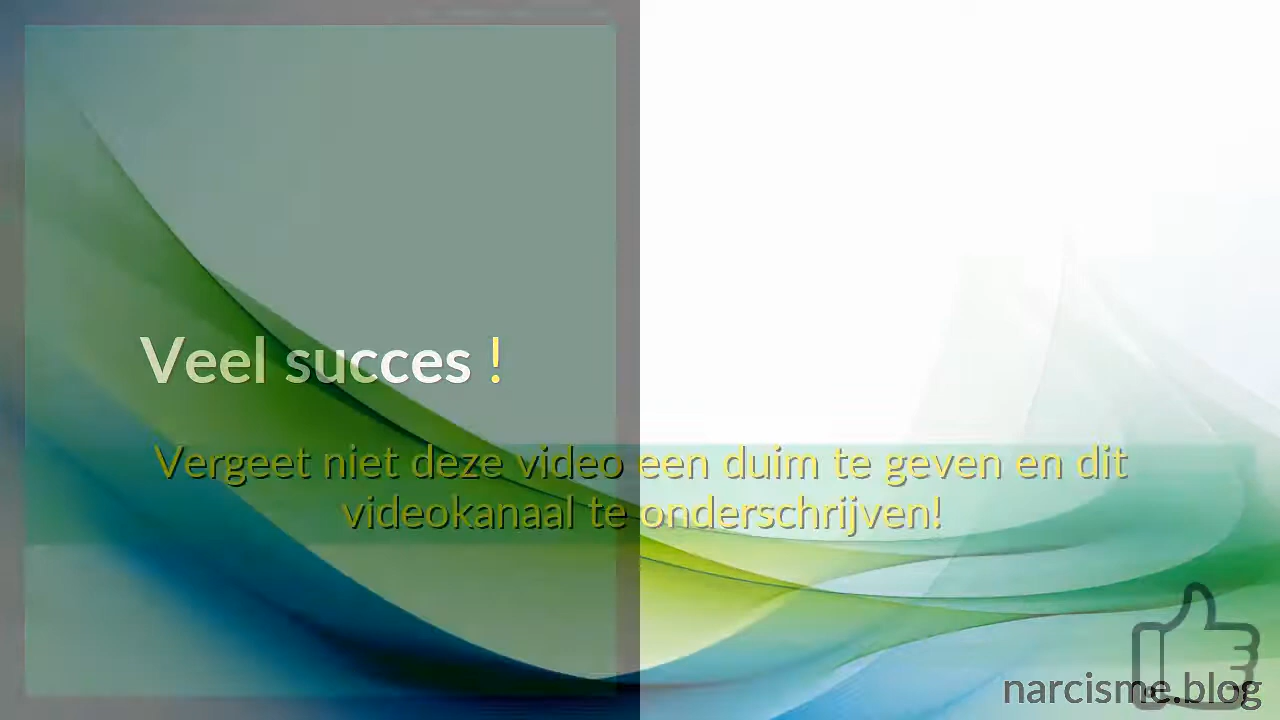 Veel succes !
Vergeet niet deze video een duim te geven en dit
videokanaal te onderschrijven!
narcisme.blog